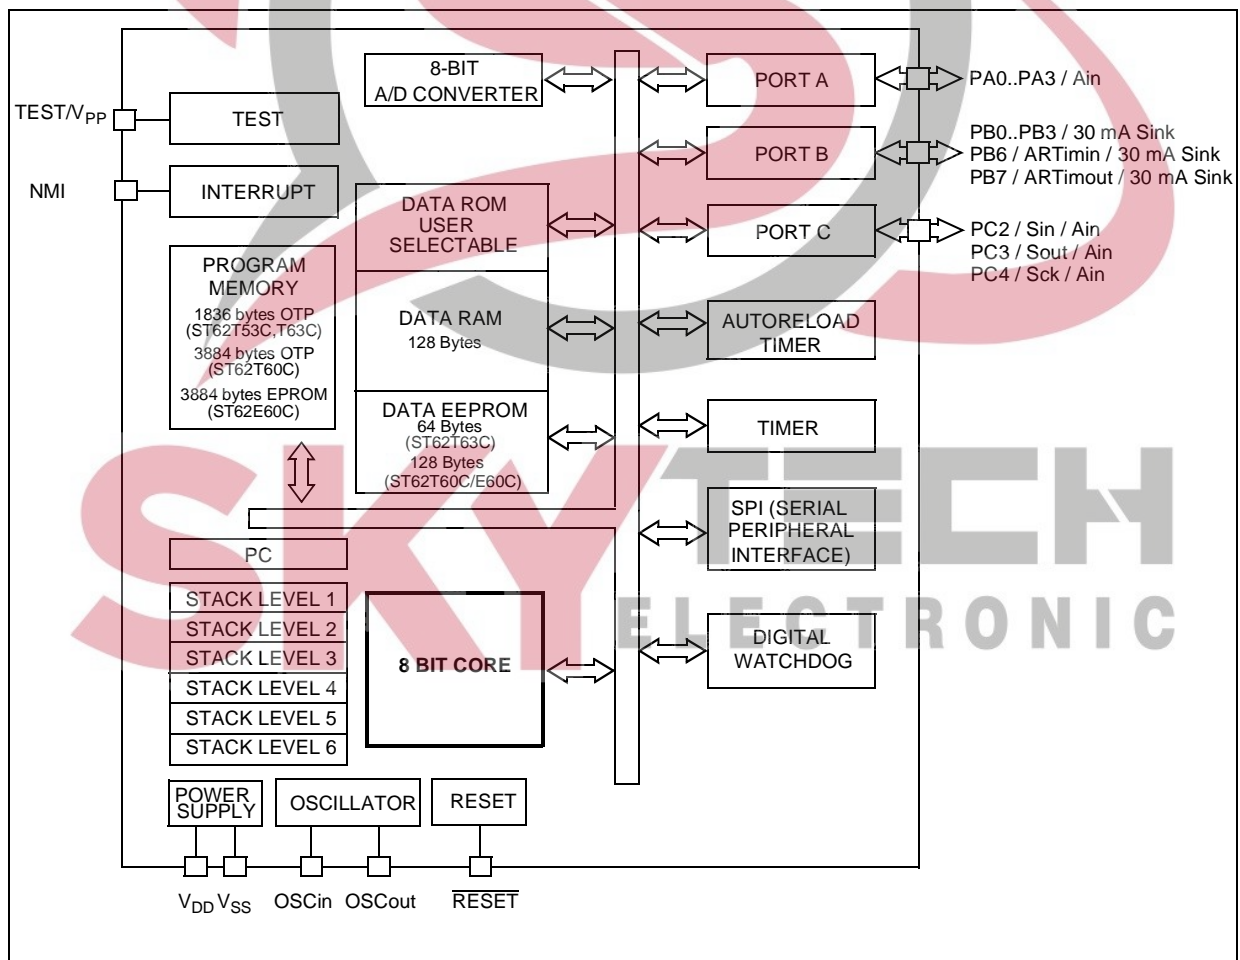 8-BIT
A/D CONVERTER
PORT A
PA0..PA3 / Ain
TEST/VPP
TEST
PORT B
PB0..PB3 / 30 mA Sink
PB6 / ARTimin / 30 mA Sink
PB7 / ARTimout / 30 mA Sink
NMI
INTERRUPT
DATA ROM
USER
SELECTABLE
PORT C
PC2 / Sin / Ain
PC3 / Sout / Ain
PC4 / Sck / Ain
PROGRAM
MEMORY
1836 bytes OTP
(ST62T53C,T63C)
3884 bytes OTP
(ST62T60C)
3884 bytes EPROM
(ST62E60C)
DATA RAM
128 Bytes
AUTORELOAD
TIMER
DATA EEPROM
64 Bytes
(ST62T63C)
128 Bytes
(ST62T60C/E60C)
TIMER
SPI (SERIAL
PERIPHERAL
INTERFACE)
PC
STACK LEVEL 1
STACK LEVEL 2
STACK LEVEL 3
STACK LEVEL 4
STACK LEVEL 5
STACK LEVEL 6
8 BIT CORE
DIGITAL
WATCHDOG
POWER
SUPPLY
OSCILLATOR
RESET
VDD VSS
OSCin OSCout
RESET
SKYTECH
ELECTRONIC